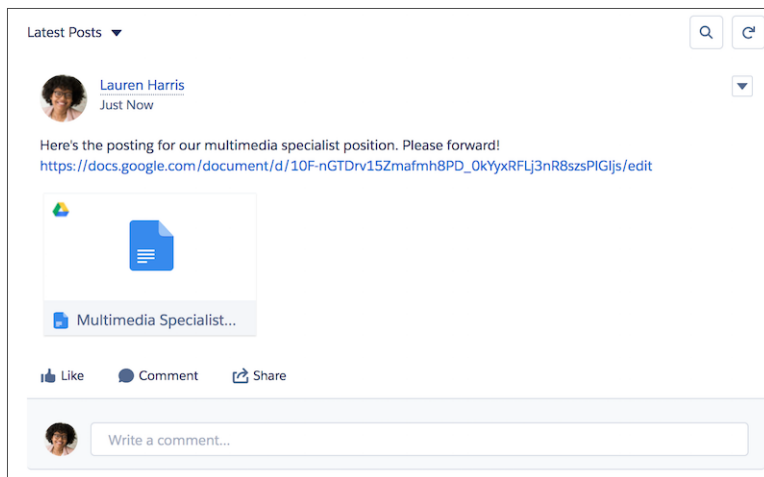 Latest Posts
Lauren Harris
Just Now
Here's the posting for our multimedia specialist position. Please forward!
https://docs.google.com/document/d/10F-nGTDrv15Zmafmh8PD_0kYyxRFLj3nR8szsPlGljs/edit
Multimedia Specialist...
Like Comment Share
Write a comment...